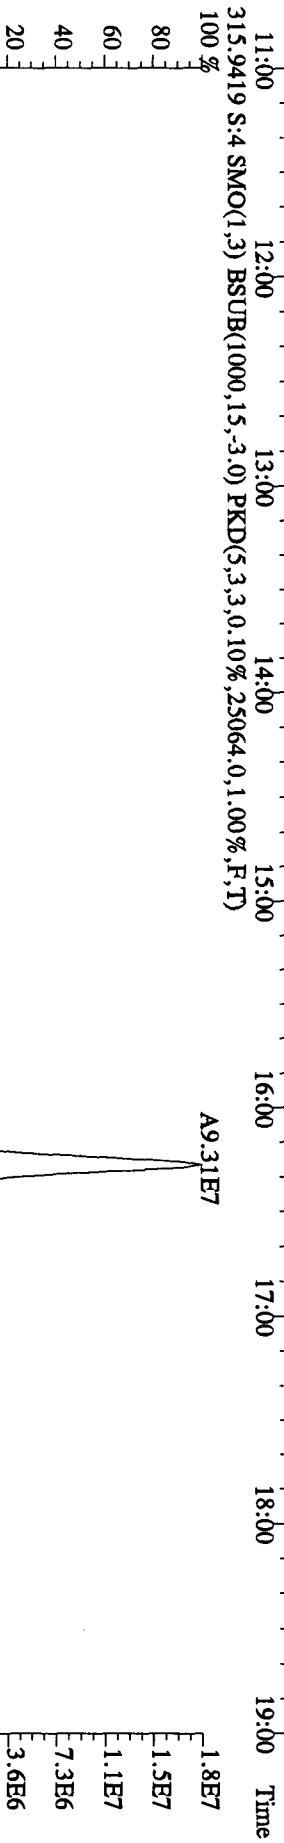 11:00 12:00 13:00 14:00 15:00 16:00 17:00 18:00 19:00 Time
315.9419 S:4 SMO(1,3) BSUB(1000,15,-3.0) PKD(5,3,3,0.10%,25064.0,1.00%,F,T)
100 % A9.31E7 1.8E7
80 1.5E7
60 1.1E7
40 7.3E6
20 3.6E6